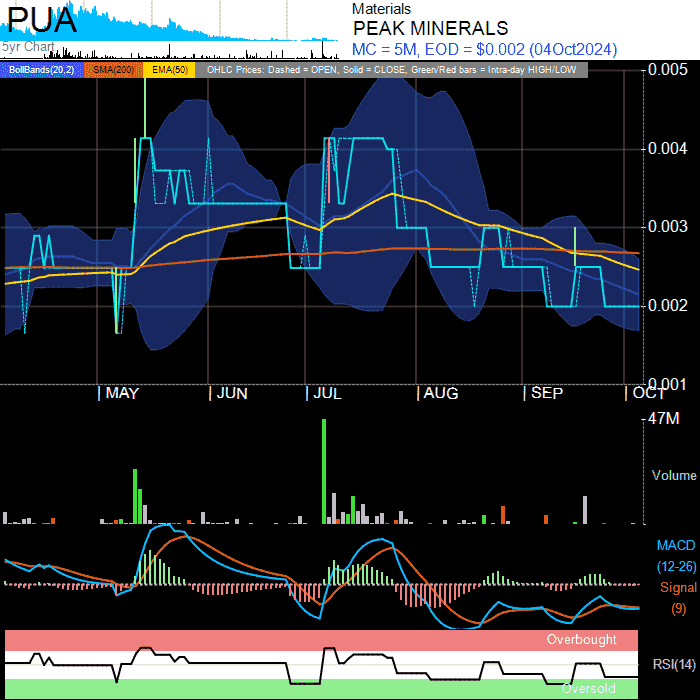 PUA
5yr Chart
Materials
PEAK MINERALS
MC = 5M, EOD = $0.002 (04Oct2024)
BollBands(20,2) SMA(200) EMA(50) OHLC Prices: Dashed = OPEN, Solid = CLOSE, Green/Red bars = Intra-day HIGH/LOW
0.005
0.004
0.003
0.002
0.001
MAY JUN JUL AUG SEP OCT
47M
Volume
MACD
(12-26)
Signal
(9)
Overbought
RSI(14)
Oversold